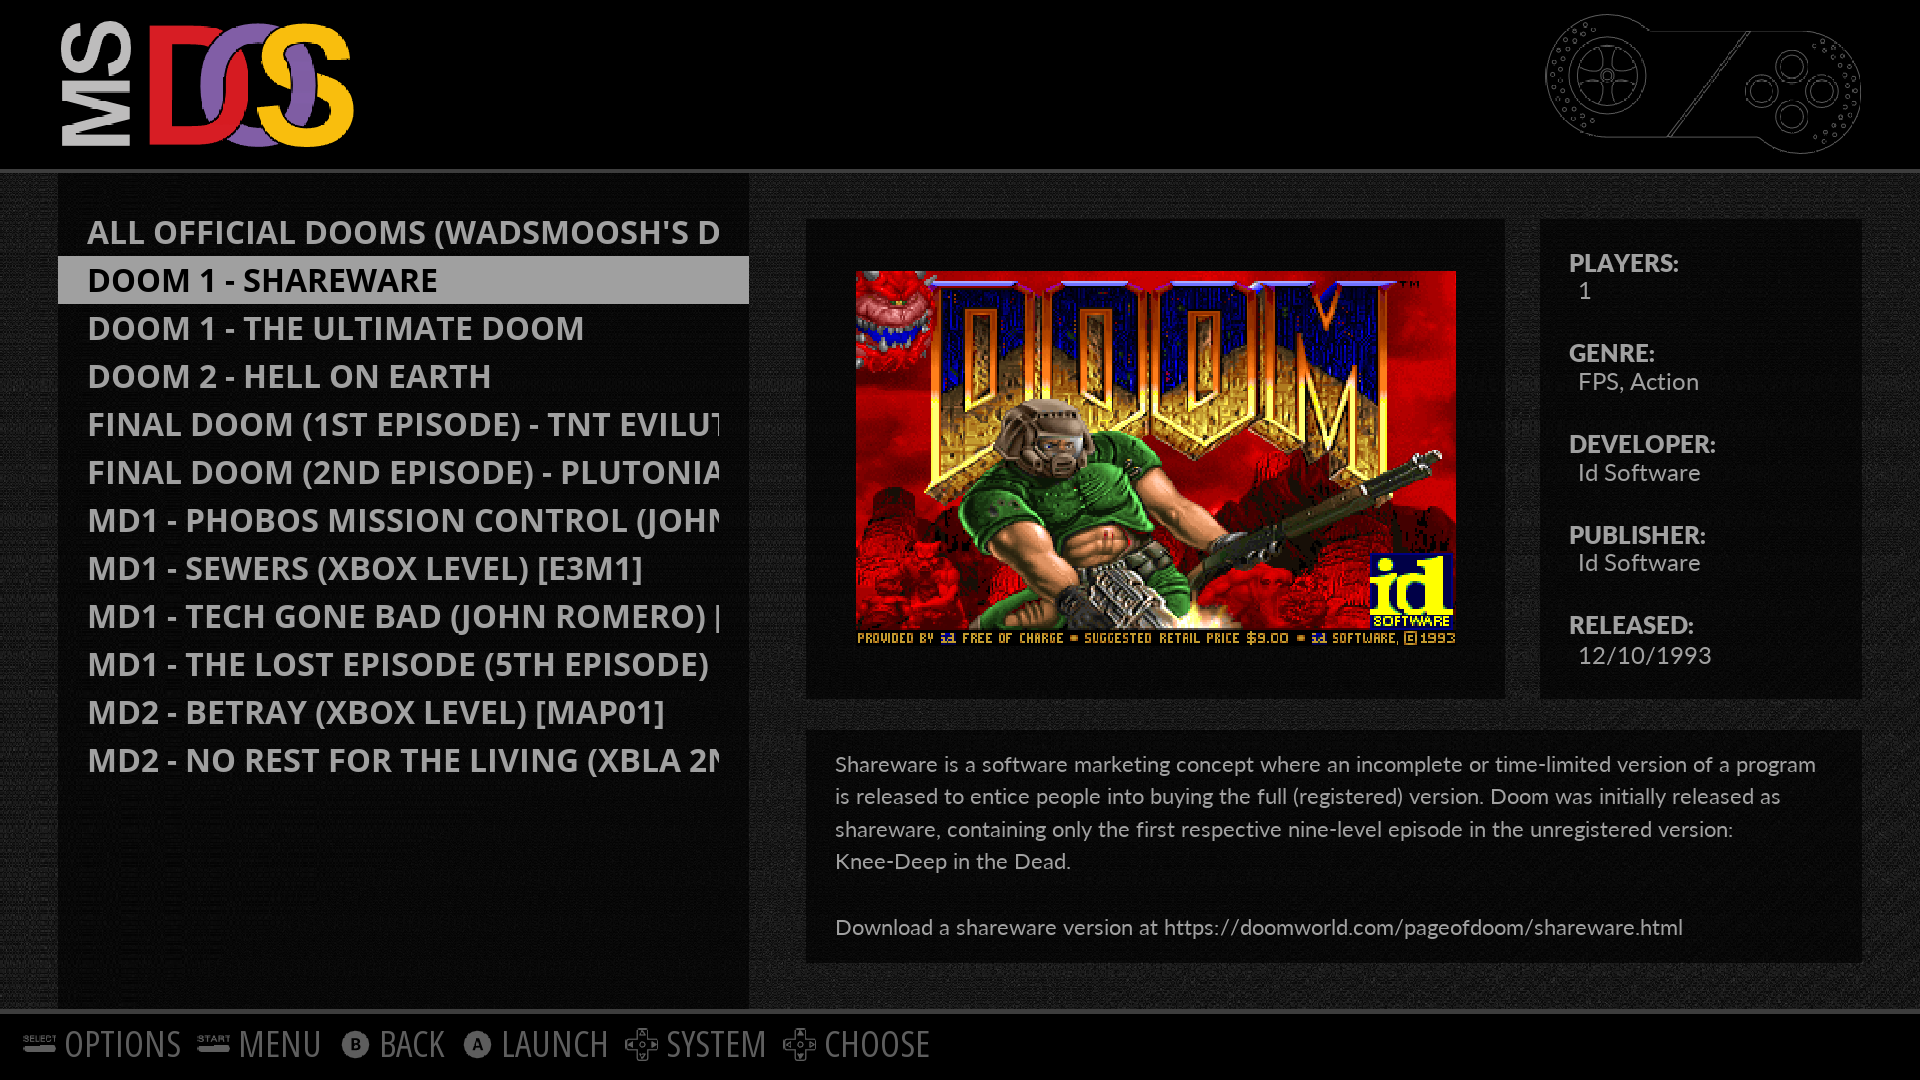 MS DOS
ALL OFFICIAL DOOMS (WADSMOOSH'S D
DOOM 1 - SHAREWARE
DOOM 1 - THE ULTIMATE DOOM
DOOM 2 - HELL ON EARTH
FINAL DOOM (1ST EPISODE) - TNT EVILUT
FINAL DOOM (2ND EPISODE) - PLUTONIA
MD1 - PHOBOS MISSION CONTROL (JOHN
MD1 - SEWERS (XBOX LEVEL) [E3M1]
MD1 - TECH GONE BAD (JOHN ROMERO) [
MD1 - THE LOST EPISODE (5TH EPISODE)
MD2 - BETRAY (XBOX LEVEL) [MAP01]
MD2 - NO REST FOR THE LIVING (XBLA 2N
DOOM™
id
SOFTWARE
PROVIDED BY id FREE OF CHARGE • SUGGESTED RETAIL PRICE $9.00 • id SOFTWARE, ©1993
PLAYERS:
1
GENRE:
FPS, Action
DEVELOPER:
Id Software
PUBLISHER:
Id Software
RELEASED:
12/10/1993
Shareware is a software marketing concept where an incomplete or time-limited version of a program
is released to entice people into buying the full (registered) version. Doom was initially released as
shareware, containing only the first respective nine-level episode in the unregistered version:
Knee-Deep in the Dead.
Download a shareware version at https://doomworld.com/pageofdoom/shareware.html
SELECT OPTIONS START MENU B BACK A LAUNCH SYSTEM CHOOSE